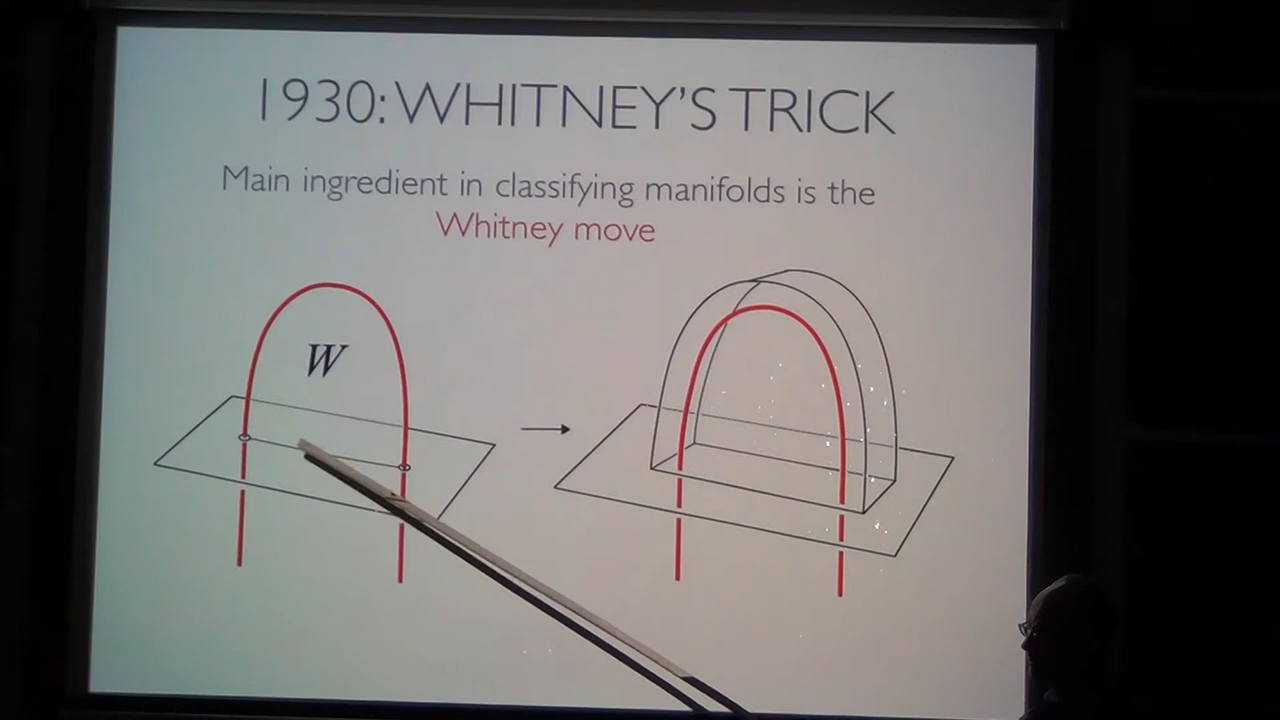 1930: WHITNEY'S TRICK
Main ingredient in classifying manifolds is the
Whitney move
W